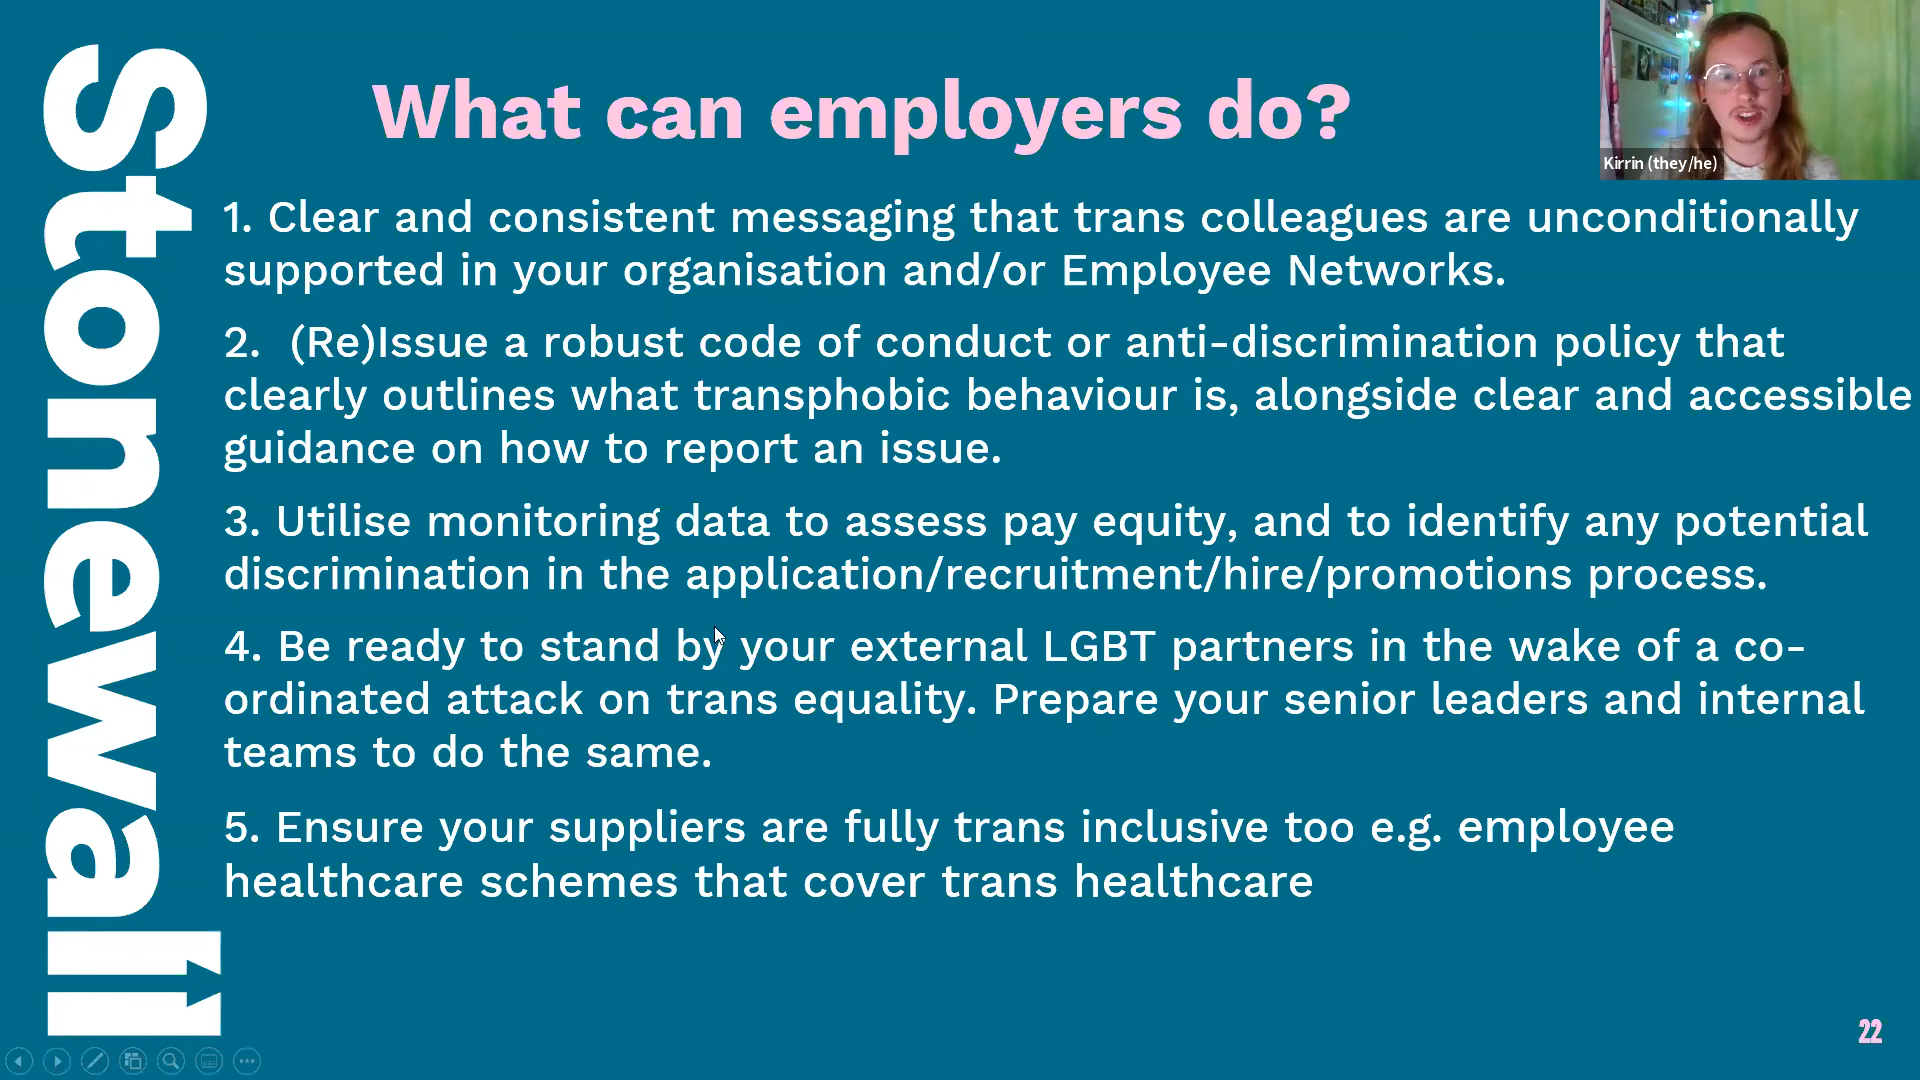 Stonewall
What can employers do?
Kirrin (they/he)
1. Clear and consistent messaging that trans colleagues are unconditionally
supported in your organisation and/or Employee Networks.
2.  (Re)Issue a robust code of conduct or anti-discrimination policy that
clearly outlines what transphobic behaviour is, alongside clear and accessible
guidance on how to report an issue.
3. Utilise monitoring data to assess pay equity, and to identify any potential
discrimination in the application/recruitment/hire/promotions process.
4. Be ready to stand by your external LGBT partners in the wake of a co-
ordinated attack on trans equality. Prepare your senior leaders and internal
teams to do the same.
5. Ensure your suppliers are fully trans inclusive too e.g. employee
healthcare schemes that cover trans healthcare
22